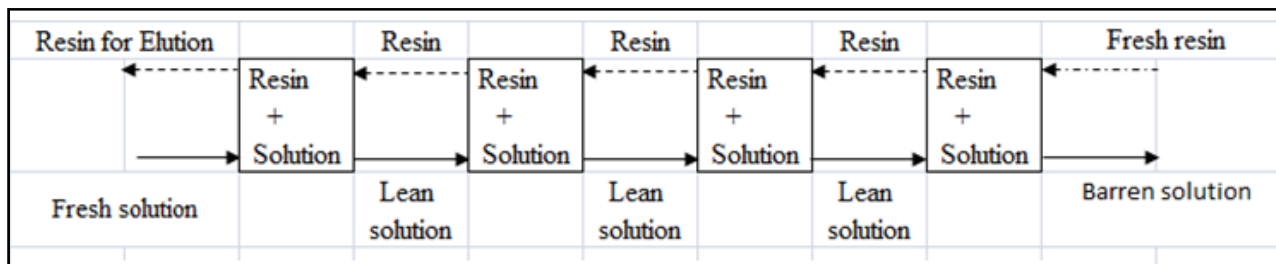 Resin for Elution
Resin
Resin
Resin
Fresh resin
Resin
+
Solution
Resin
+
Solution
Resin
+
Solution
Resin
+
Solution
Fresh solution
Lean
solution
Lean
solution
Lean
solution
Barren solution